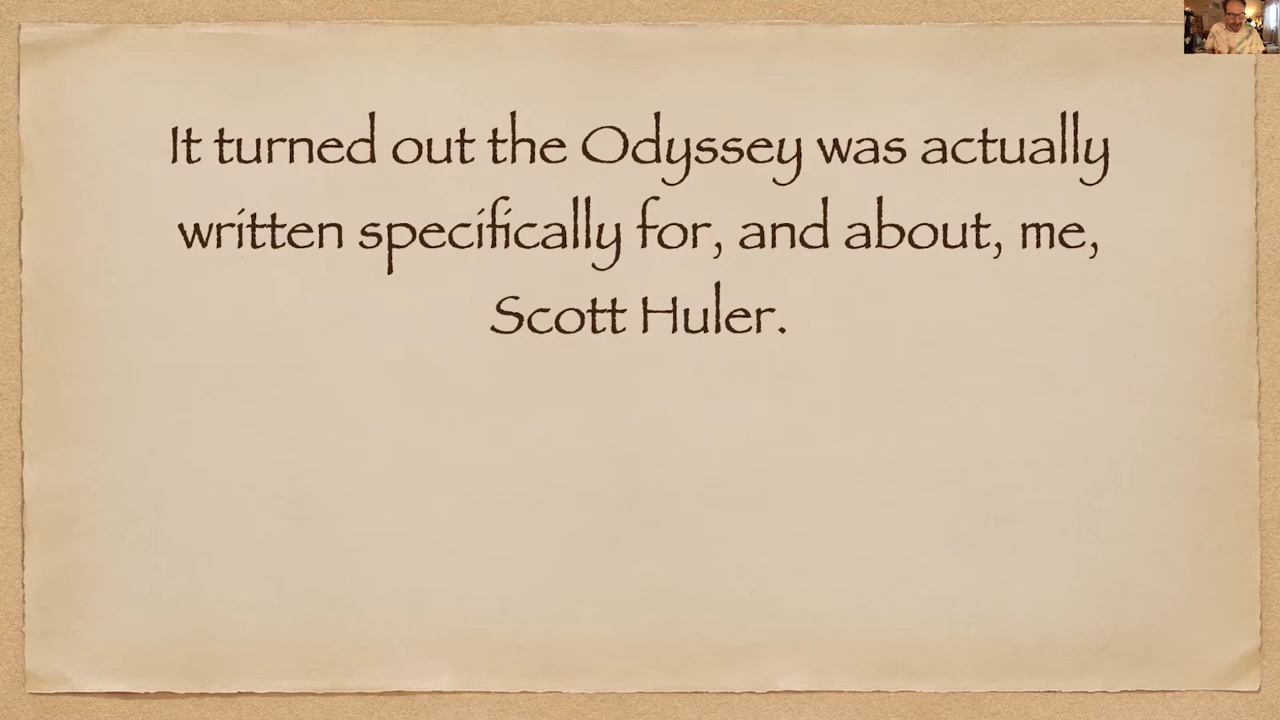 It turned out the Odyssey was actually
written specifically for, and about, me,
Scott Huler.